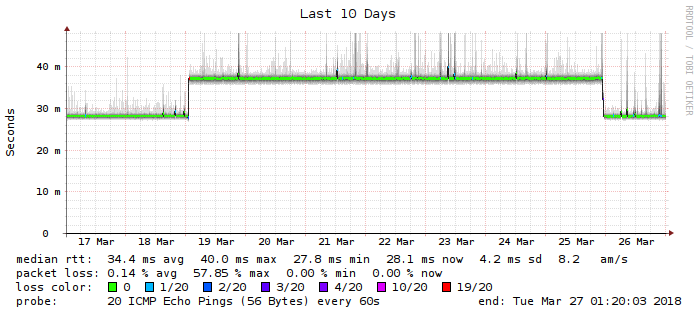 Last 10 Days
RRDTOOL / TOBI OETIKER
Seconds
40 m
30 m
20 m
10 m
0
17 Mar 18 Mar 19 Mar 20 Mar 21 Mar 22 Mar 23 Mar 24 Mar 25 Mar 26 Mar
median rtt: 34.4 ms avg 40.0 ms max 27.8 ms min 28.1 ms now 4.2 ms sd 8.2 am/s
packet loss: 0.14 % avg 57.85 % max 0.00 % min 0.00 % now
loss color: 0 1/20 2/20 3/20 4/20 10/20 19/20
probe: 20 ICMP Echo Pings (56 Bytes) every 60s end: Tue Mar 27 01:20:03 2018